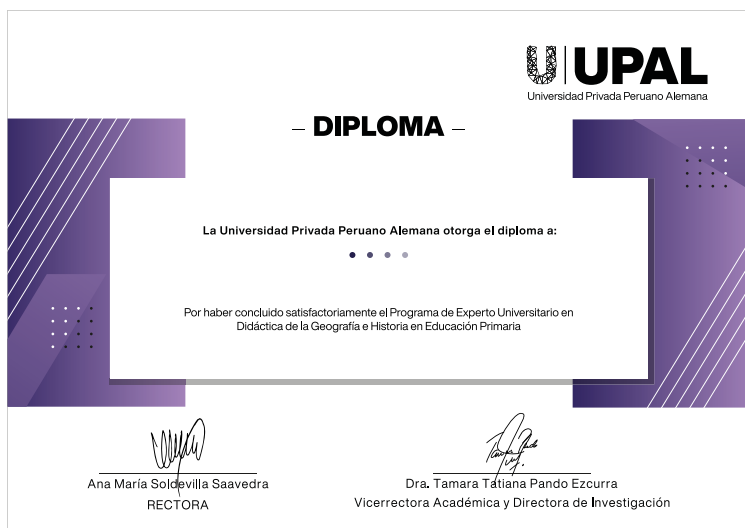 UPAL
Universidad Privada Peruano Alemana
– DIPLOMA –
La Universidad Privada Peruano Alemana otorga el diploma a:
Por haber concluido satisfactoriamente el Programa de Experto Universitario en
Didáctica de la Geografía e Historia en Educación Primaria
Ana María Soldevilla Saavedra
RECTORA
Dra. Tamara Tatiana Pando Ezcurra
Vicerrectora Académica y Directora de Investigación